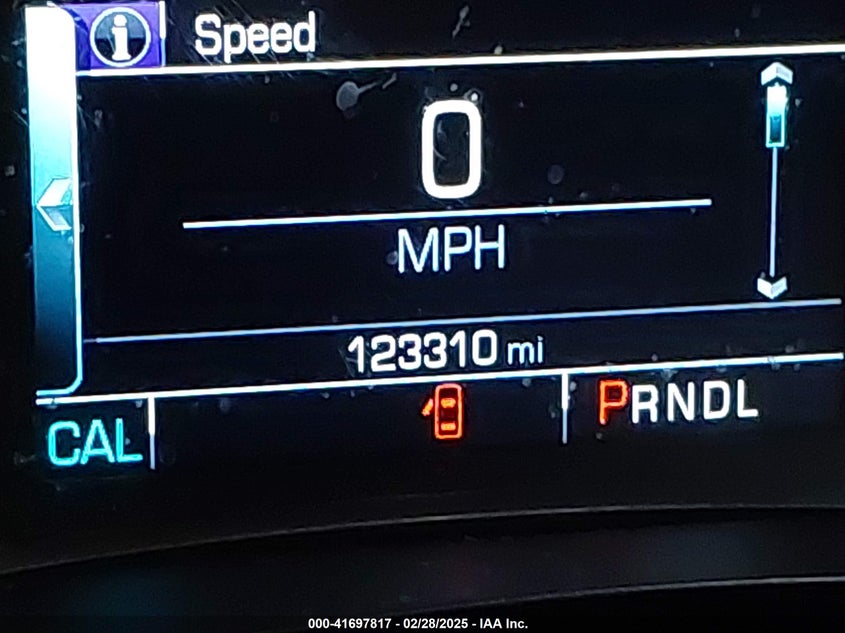 i Speed
0
MPH
123310 mi
CAL
PRNDL
000-41697817 - 02/28/2025 - IAA Inc.